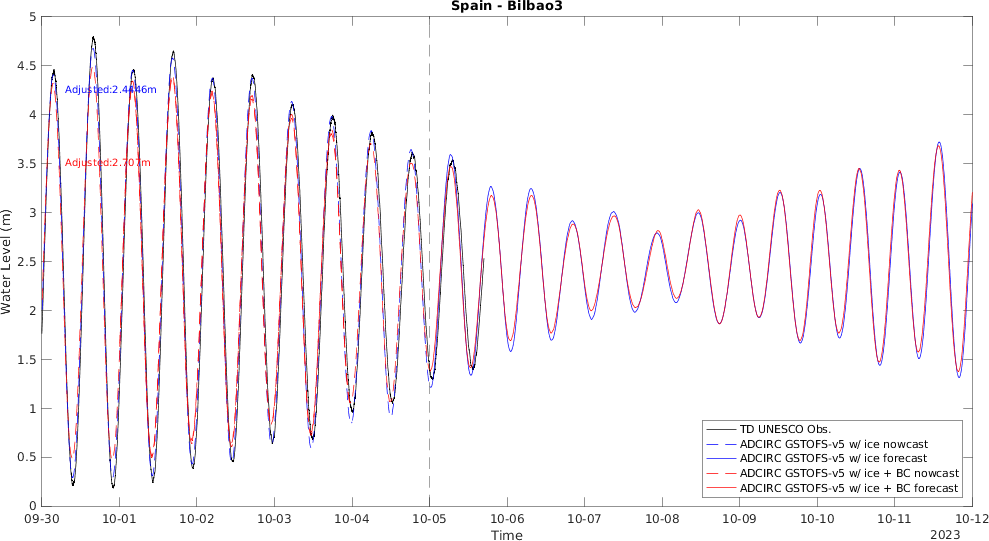 Spain - Bilbao3
5
4.5
4
3.5
3
2.5
2
1.5
1
0.5
0
Water Level (m)
Adjusted:2.4446m
Adjusted:2.707m
TD UNESCO Obs.
ADCIRC GSTOFS-v5 w/ ice nowcast
ADCIRC GSTOFS-v5 w/ ice forecast
ADCIRC GSTOFS-v5 w/ ice + BC nowcast
ADCIRC GSTOFS-v5 w/ ice + BC forecast
09-30 10-01 10-02 10-03 10-04 10-05 10-06 10-07 10-08 10-09 10-10 10-11 10-12
Time
2023